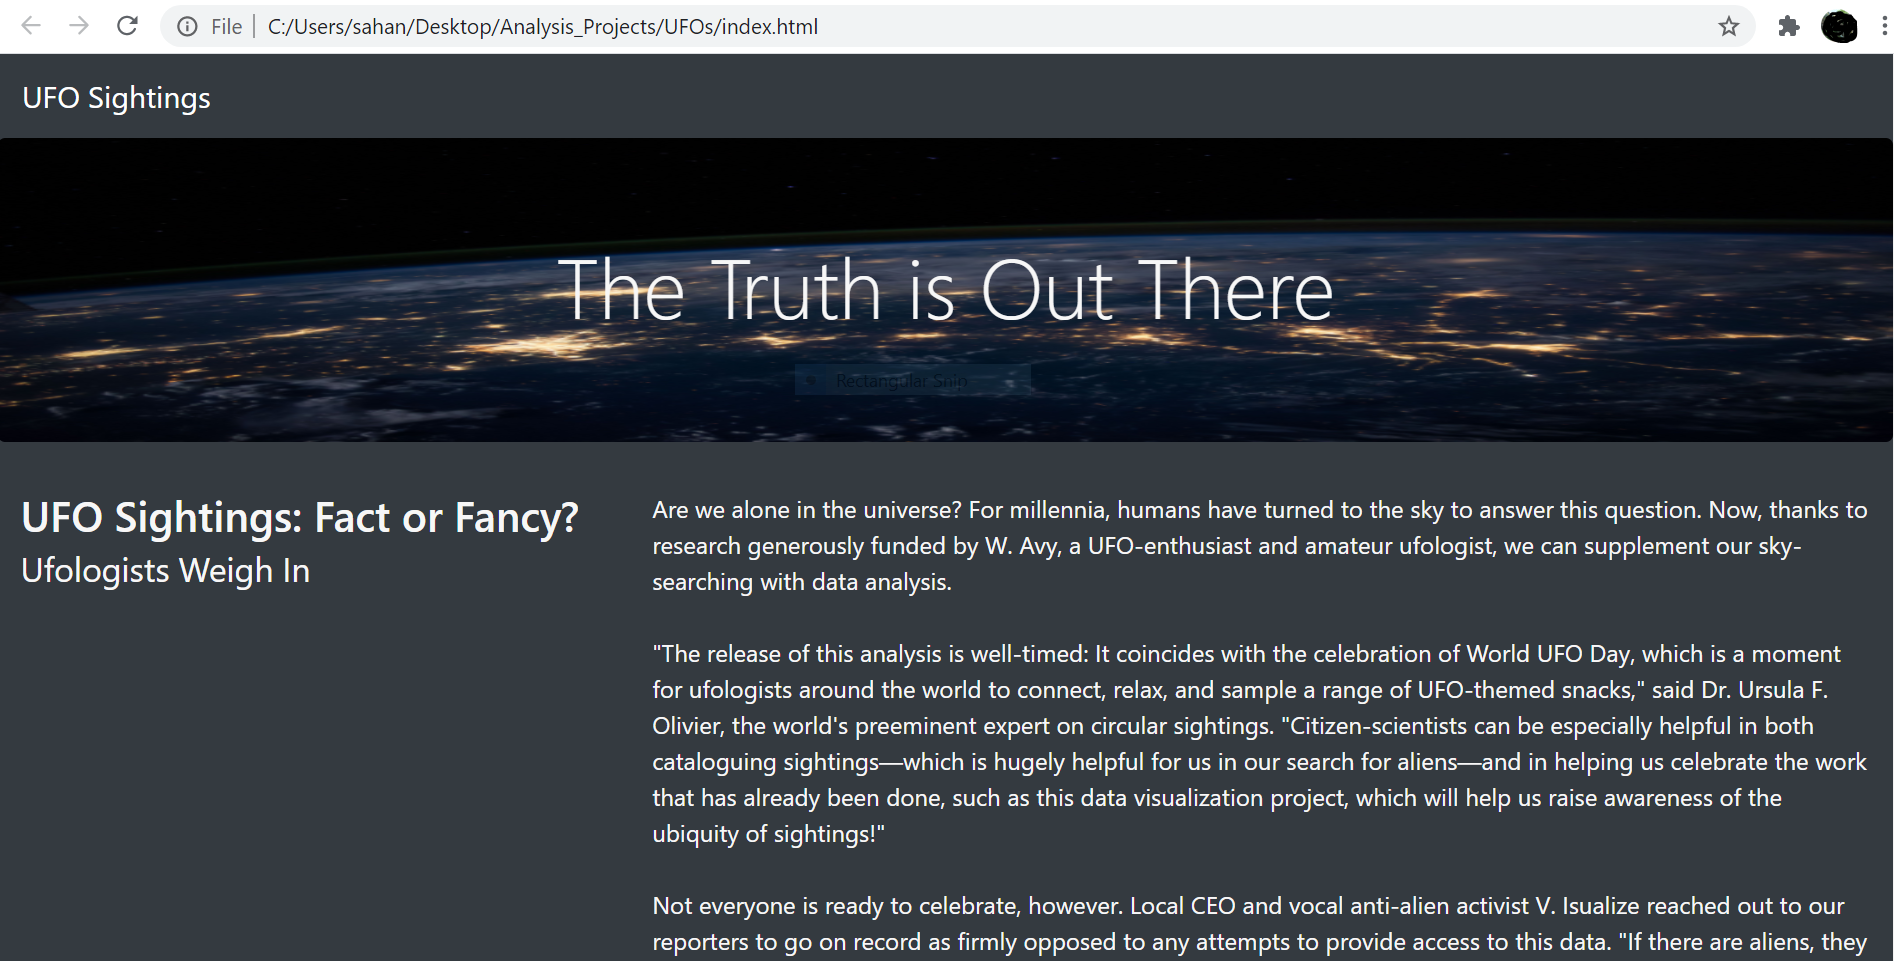 File | C:/Users/sahan/Desktop/Analysis_Projects/UFOs/index.html
UFO Sightings
The Truth is Out There
Rectangular Snip
UFO Sightings: Fact or Fancy?
Ufologists Weigh In
Are we alone in the universe? For millennia, humans have turned to the sky to answer this question. Now, thanks to
research generously funded by W. Avy, a UFO-enthusiast and amateur ufologist, we can supplement our sky-
searching with data analysis.
"The release of this analysis is well-timed: It coincides with the celebration of World UFO Day, which is a moment
for ufologists around the world to connect, relax, and sample a range of UFO-themed snacks," said Dr. Ursula F.
Olivier, the world's preeminent expert on circular sightings. "Citizen-scientists can be especially helpful in both
cataloguing sightings—which is hugely helpful for us in our search for aliens—and in helping us celebrate the work
that has already been done, such as this data visualization project, which will help us raise awareness of the
ubiquity of sightings!"
Not everyone is ready to celebrate, however. Local CEO and vocal anti-alien activist V. Isualize reached out to our
reporters to go on record as firmly opposed to any attempts to provide access to this data. "If there are aliens, they